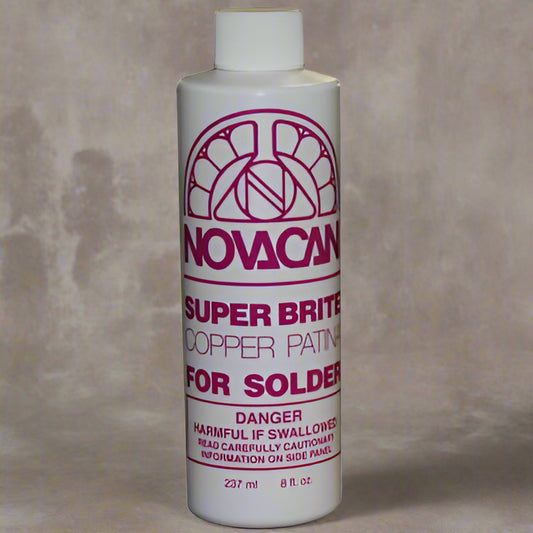 N
NOVACAN
SUPER BRITE
COPPER PATINA
FOR SOLDER
DANGER
HARMFUL IF SWALLOWED
READ CAREFULLY CAUTIONARY
INFORMATION ON SIDE PANEL
237 ml 8 fl. oz.